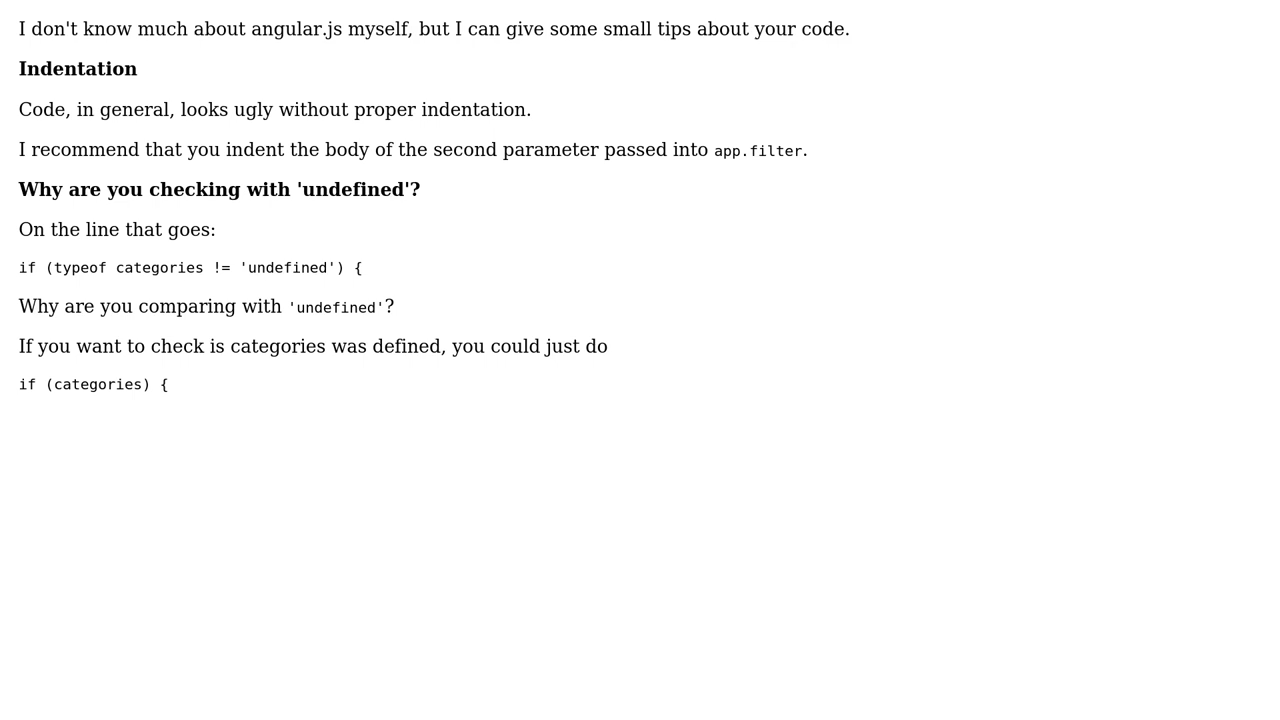 I don't know much about angular.js myself, but I can give some small tips about your code.
Indentation
Code, in general, looks ugly without proper indentation.
I recommend that you indent the body of the second parameter passed into app.filter.
Why are you checking with 'undefined'?
On the line that goes:
if (typeof categories != 'undefined') {
Why are you comparing with 'undefined'?
If you want to check is categories was defined, you could just do
if (categories) {